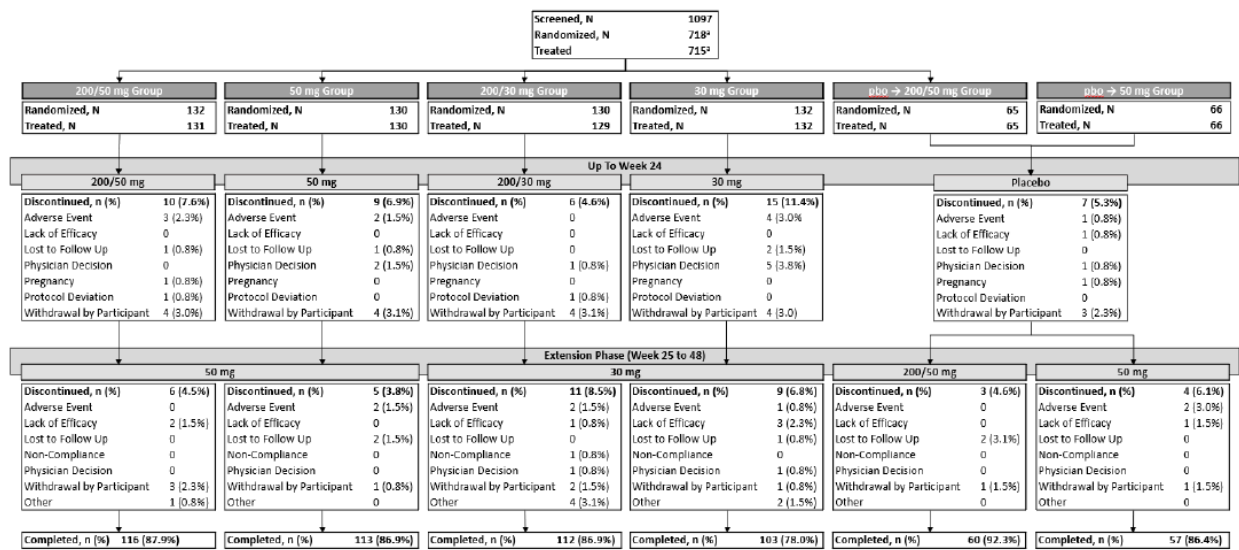 Screened, N 1097
Randomized, N 718ᵃ
Treated 715ᵃ
200/50 mg Group
Randomized, N 132
Treated, N 131
50 mg Group
Randomized, N 130
Treated, N 130
200/30 mg Group
Randomized, N 130
Treated, N 129
30 mg Group
Randomized, N 132
Treated, N 132
pbo → 200/50 mg Group
Randomized, N 65
Treated, N 65
pbo → 50 mg Group
Randomized, N 66
Treated, N 66
Up To Week 24
200/50 mg
Discontinued, n (%) 10 (7.6%)
Adverse Event 3 (2.3%)
Lack of Efficacy 0
Lost to Follow Up 1 (0.8%)
Physician Decision 0
Pregnancy 1 (0.8%)
Protocol Deviation 1 (0.8%)
Withdrawal by Participant 4 (3.0%)
50 mg
Discontinued, n (%) 9 (6.9%)
Adverse Event 2 (1.5%)
Lack of Efficacy 0
Lost to Follow Up 1 (0.8%)
Physician Decision 2 (1.5%)
Pregnancy 0
Protocol Deviation 0
Withdrawal by Participant 4 (3.1%)
200/30 mg
Discontinued, n (%) 6 (4.6%)
Adverse Event 0
Lack of Efficacy 0
Lost to Follow Up 0
Physician Decision 1 (0.8%)
Pregnancy 0
Protocol Deviation 1 (0.8%)
Withdrawal by Participant 4 (3.1%)
30 mg
Discontinued, n (%) 15 (11.4%)
Adverse Event 4 (3.0%
Lack of Efficacy 0
Lost to Follow Up 2 (1.5%)
Physician Decision 5 (3.8%)
Pregnancy 0
Protocol Deviation 0
Withdrawal by Participant 4 (3.0)
Placebo
Discontinued, n (%) 7 (5.3%)
Adverse Event 1 (0.8%)
Lack of Efficacy 1 (0.8%)
Lost to Follow Up 0
Physician Decision 1 (0.8%)
Pregnancy 1 (0.8%)
Protocol Deviation 0
Withdrawal by Participant 3 (2.3%)
Extension Phase (Week 25 to 48)
50 mg
Discontinued, n (%) 6 (4.5%)
Adverse Event 0
Lack of Efficacy 2 (1.5%)
Lost to Follow Up 0
Non-Compliance 0
Physician Decision 0
Withdrawal by Participant 3 (2.3%)
Other 1 (0.8%)
Discontinued, n (%) 5 (3.8%)
Adverse Event 2 (1.5%)
Lack of Efficacy 0
Lost to Follow Up 2 (1.5%)
Non-Compliance 0
Physician Decision 0
Withdrawal by Participant 1 (0.8%)
Other 0
30 mg
Discontinued, n (%) 11 (8.5%)
Adverse Event 2 (1.5%)
Lack of Efficacy 1 (0.8%)
Lost to Follow Up 0
Non-Compliance 1 (0.8%)
Physician Decision 1 (0.8%)
Withdrawal by Participant 2 (1.5%)
Other 4 (3.1%)
Discontinued, n (%) 9 (6.8%)
Adverse Event 1 (0.8%)
Lack of Efficacy 3 (2.3%)
Lost to Follow Up 1 (0.8%)
Non-Compliance 0
Physician Decision 1 (0.8%)
Withdrawal by Participant 1 (0.8%)
Other 2 (1.5%)
200/50 mg
Discontinued, n (%) 3 (4.6%)
Adverse Event 0
Lack of Efficacy 0
Lost to Follow Up 2 (3.1%)
Non-Compliance 0
Physician Decision 0
Withdrawal by Participant 1 (1.5%)
Other 0
50 mg
Discontinued, n (%) 4 (6.1%)
Adverse Event 2 (3.0%)
Lack of Efficacy 1 (1.5%)
Lost to Follow Up 0
Non-Compliance 0
Physician Decision 0
Withdrawal by Participant 1 (1.5%)
Other 0
Completed, n (%) 116 (87.9%)
Completed, n (%) 113 (86.9%)
Completed, n (%) 112 (86.9%)
Completed, n (%) 103 (78.0%)
Completed, n (%) 60 (92.3%)
Completed, n (%) 57 (86.4%)